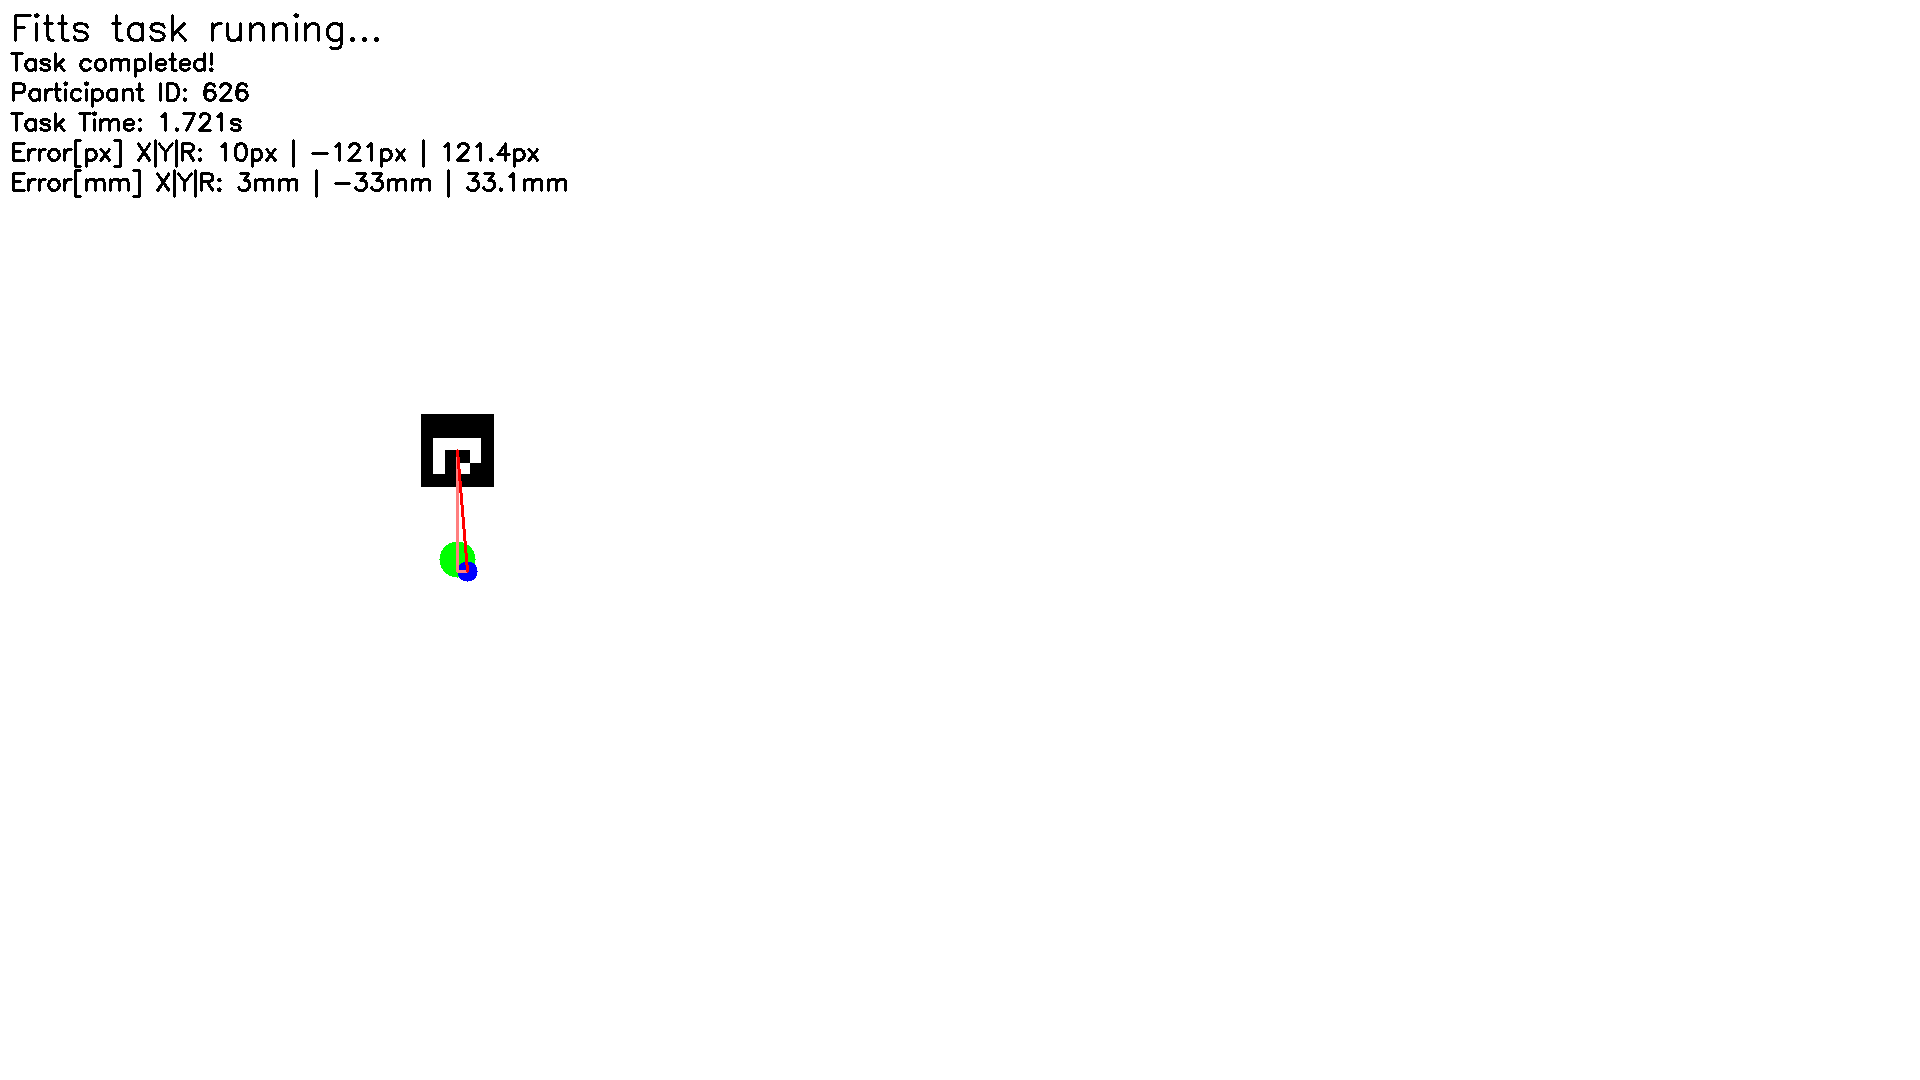 Fitts task running...
Task completed!
Participant ID: 626
Task Time: 1.721s
Error[px] X|Y|R: 10px | -121px | 121.4px
Error[mm] X|Y|R: 3mm | -33mm | 33.1mm